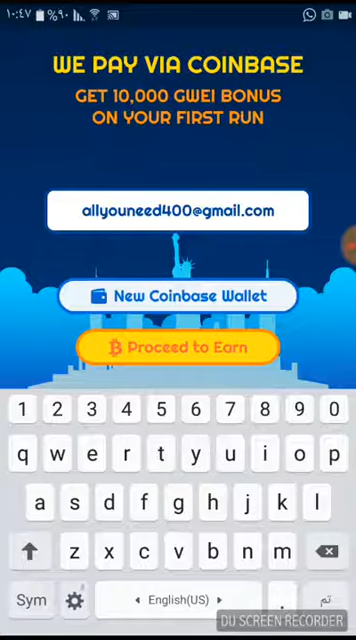 ١٠:٤٧ %٩٠
WE PAY VIA COINBASE
GET 10,000 GWEI BONUS
ON YOUR FIRST RUN
allyouneed400@gmail.com
New Coinbase Wallet
Proceed to Earn
1 2 3 4 5 6 7 8 9 0
q w e r t y u i o p
a s d f g h j k l
z x c v b n m
Sym English(US) . تم
DU SCREEN RECORDER